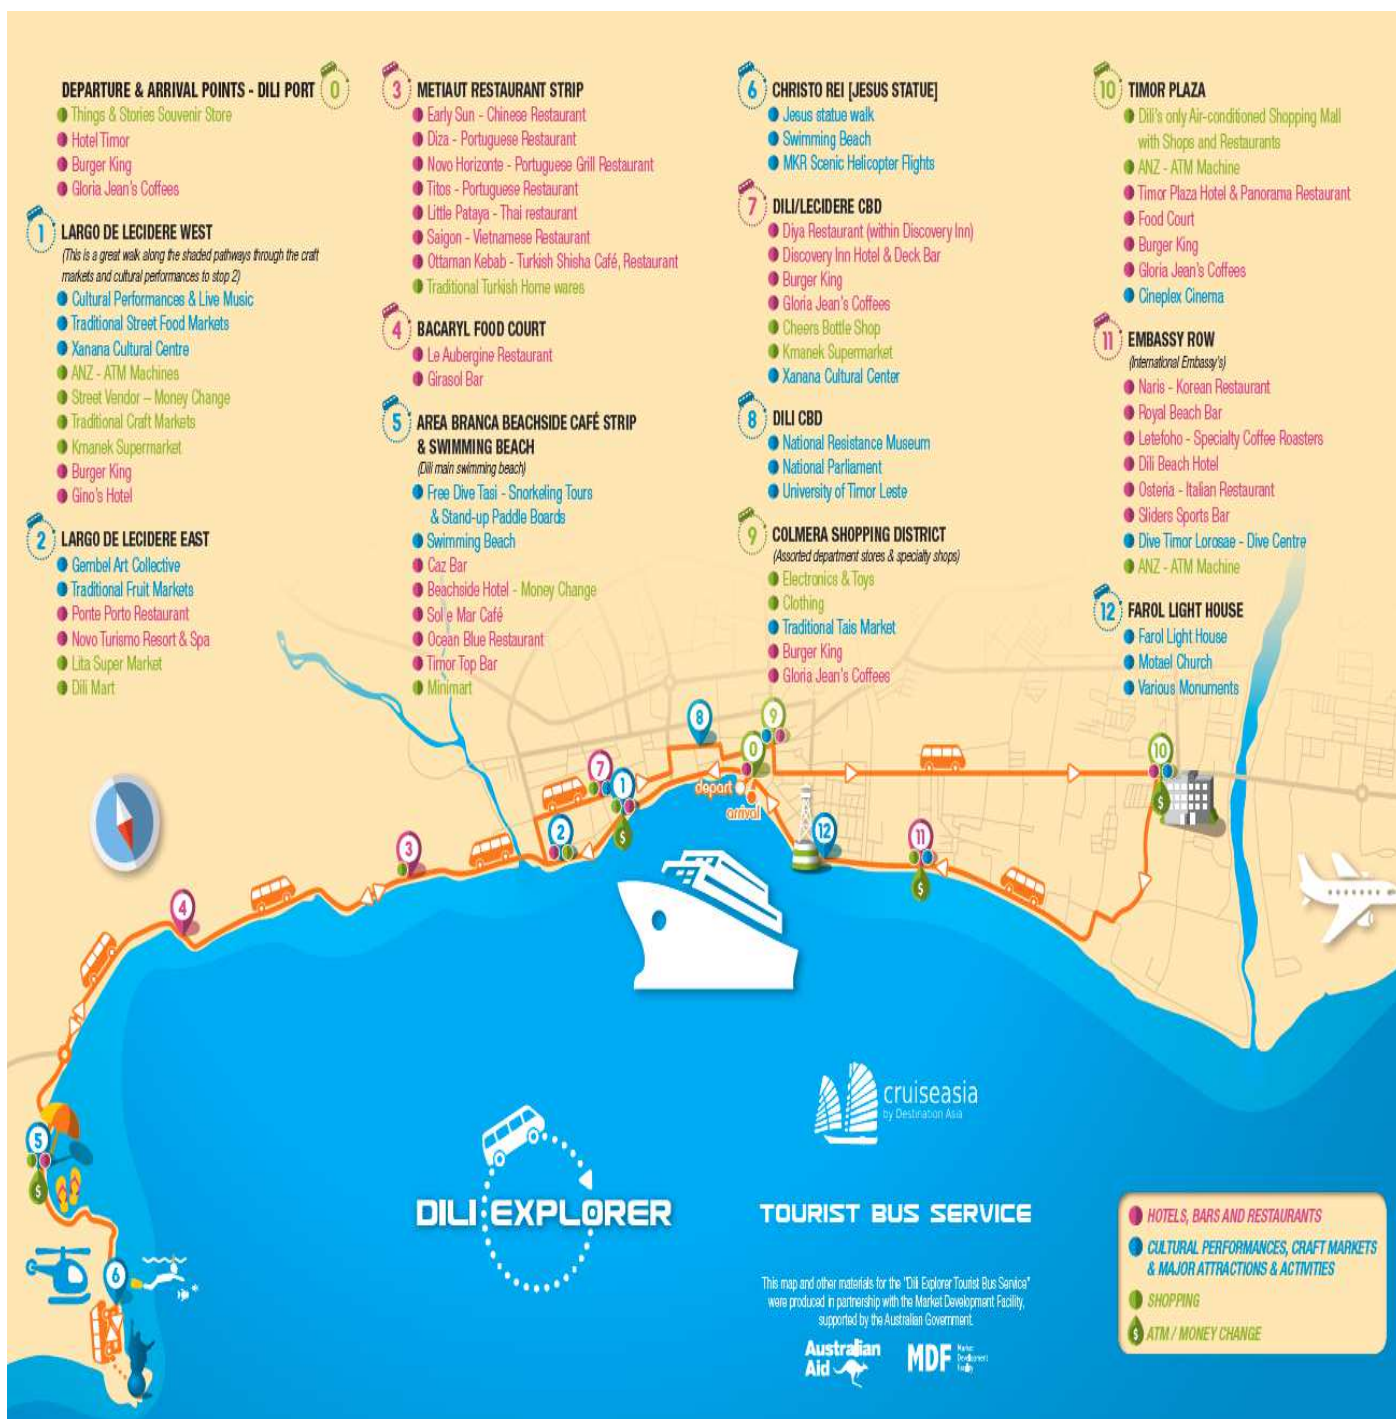 DEPARTURE & ARRIVAL POINTS - DILI PORT 0
Things & Stories Souvenir Store
Hotel Timor
Burger King
Gloria Jean's Coffees
1 LARGO DE LECIDERE WEST
(This is a great walk along the shaded pathways through the craft
markets and cultural performances to stop 2)
Cultural Performances & Live Music
Traditional Street Food Markets
Xanana Cultural Centre
ANZ - ATM Machines
Street Vendor – Money Change
Traditional Craft Markets
Kmanek Supermarket
Burger King
Gino's Hotel
2 LARGO DE LECIDERE EAST
Gembel Art Collective
Traditional Fruit Markets
Ponte Porto Restaurant
Novo Turismo Resort & Spa
Lita Super Market
Dili Mart
3 METIAUT RESTAURANT STRIP
Early Sun - Chinese Restaurant
Diza - Portuguese Restaurant
Novo Horizonte - Portuguese Grill Restaurant
Titos - Portuguese Restaurant
Little Pataya - Thai restaurant
Saigon - Vietnamese Restaurant
Ottaman Kebab - Turkish Shisha Café, Restaurant
Traditional Turkish Home wares
4 BACARYL FOOD COURT
Le Aubergine Restaurant
Girasol Bar
5 AREA BRANCA BEACHSIDE CAFÉ STRIP
& SWIMMING BEACH
(Dili main swimming beach)
Free Dive Tasi - Snorkeling Tours
& Stand-up Paddle Boards
Swimming Beach
Caz Bar
Beachside Hotel - Money Change
Sol e Mar Café
Ocean Blue Restaurant
Timor Top Bar
Minimart
6 CHRISTO REI [JESUS STATUE]
Jesus statue walk
Swimming Beach
MKR Scenic Helicopter Flights
7 DILI/LECIDERE CBD
Diya Restaurant (within Discovery Inn)
Discovery Inn Hotel & Deck Bar
Burger King
Gloria Jean's Coffees
Cheers Bottle Shop
Kmanek Supermarket
Xanana Cultural Center
8 DILI CBD
National Resistance Museum
National Parliament
University of Timor Leste
9 COLMERA SHOPPING DISTRICT
(Assorted department stores & specialty shops)
Electronics & Toys
Clothing
Traditional Tais Market
Burger King
Gloria Jean's Coffees
10 TIMOR PLAZA
Dili's only Air-conditioned Shopping Mall
with Shops and Restaurants
ANZ - ATM Machine
Timor Plaza Hotel & Panorama Restaurant
Food Court
Burger King
Gloria Jean's Coffees
Cineplex Cinema
11 EMBASSY ROW
(International Embassy's)
Naris - Korean Restaurant
Royal Beach Bar
Letefoho - Specialty Coffee Roasters
Dili Beach Hotel
Osteria - Italian Restaurant
Sliders Sports Bar
Dive Timor Lorosae - Dive Centre
ANZ - ATM Machine
12 FAROL LIGHT HOUSE
Farol Light House
Motael Church
Various Monuments
8
9
0
10
7
1
depart
arrival
2
12
11
3
$
$
$
4
5
$
6
cruiseasia
by Destination Asia
DILI EXPLORER
TOURIST BUS SERVICE
This map and other materials for the "Dili Explorer Tourist Bus Service"
were produced in partnership with the Market Development Facility,
supported by the Australian Government.
Australian
Aid
MDF
Market
Development
Facility
HOTELS, BARS AND RESTAURANTS
CULTURAL PERFORMANCES, CRAFT MARKETS
& MAJOR ATTRACTIONS & ACTIVITIES
SHOPPING
$ ATM / MONEY CHANGE